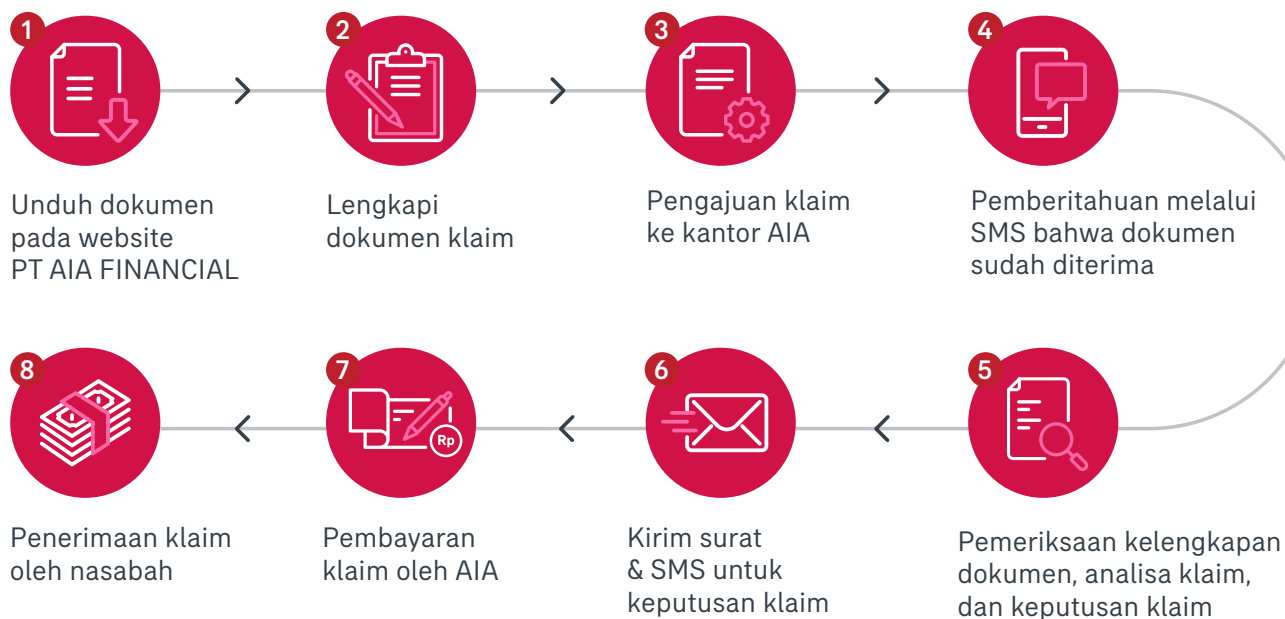 1
Unduh dokumen
pada website
PT AIA FINANCIAL
2
Lengkapi
dokumen klaim
3
Pengajuan klaim
ke kantor AIA
4
Pemberitahuan melalui
SMS bahwa dokumen
sudah diterima
5
Pemeriksaan kelengkapan
dokumen, analisa klaim,
dan keputusan klaim
6
Kirim surat
& SMS untuk
keputusan klaim
7
Rp
Pembayaran
klaim oleh AIA
8
Penerimaan klaim
oleh nasabah